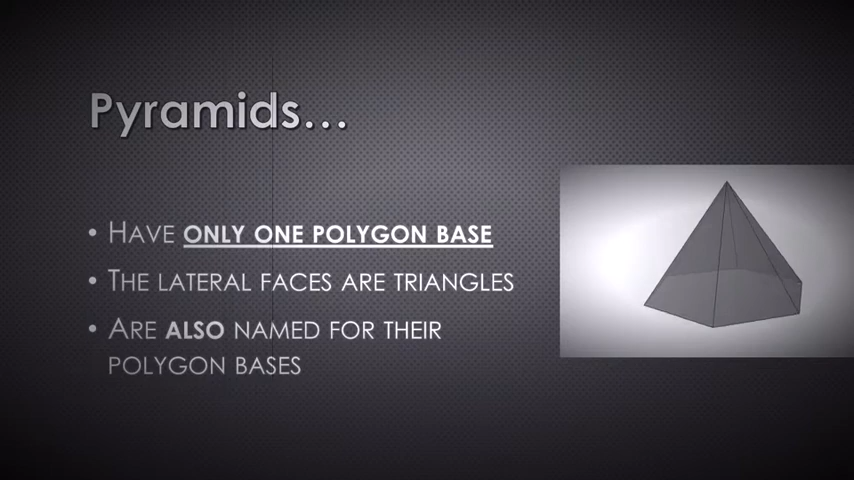 Pyramids...
• HAVE ONLY ONE POLYGON BASE
• THE LATERAL FACES ARE TRIANGLES
• ARE ALSO NAMED FOR THEIR
POLYGON BASES